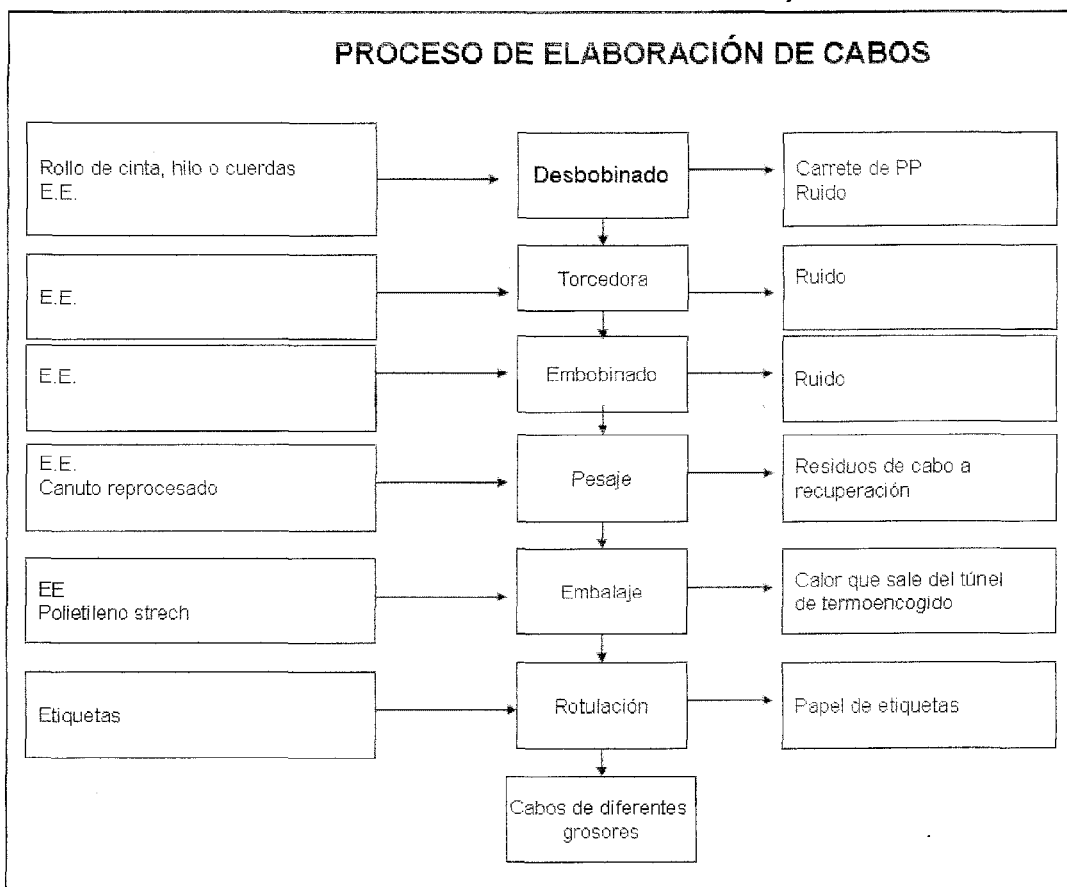 PROCESO DE ELABORACIÓN DE CABOS
Rollo de cinta, hilo o cuerdas
E.E.
Desbobinado
Carrete de PP
Ruido
E.E.
Torcedora
Ruido
E.E.
Embobinado
Ruido
E.E.
Canuto reprocesado
Pesaje
Residuos de cabo a
recuperación
EE
Polietileno strech
Embalaje
Calor que sale del túnel
de termoencogido
Etiquetas
Rotulación
Papel de etiquetas
Cabos de diferentes
grosores